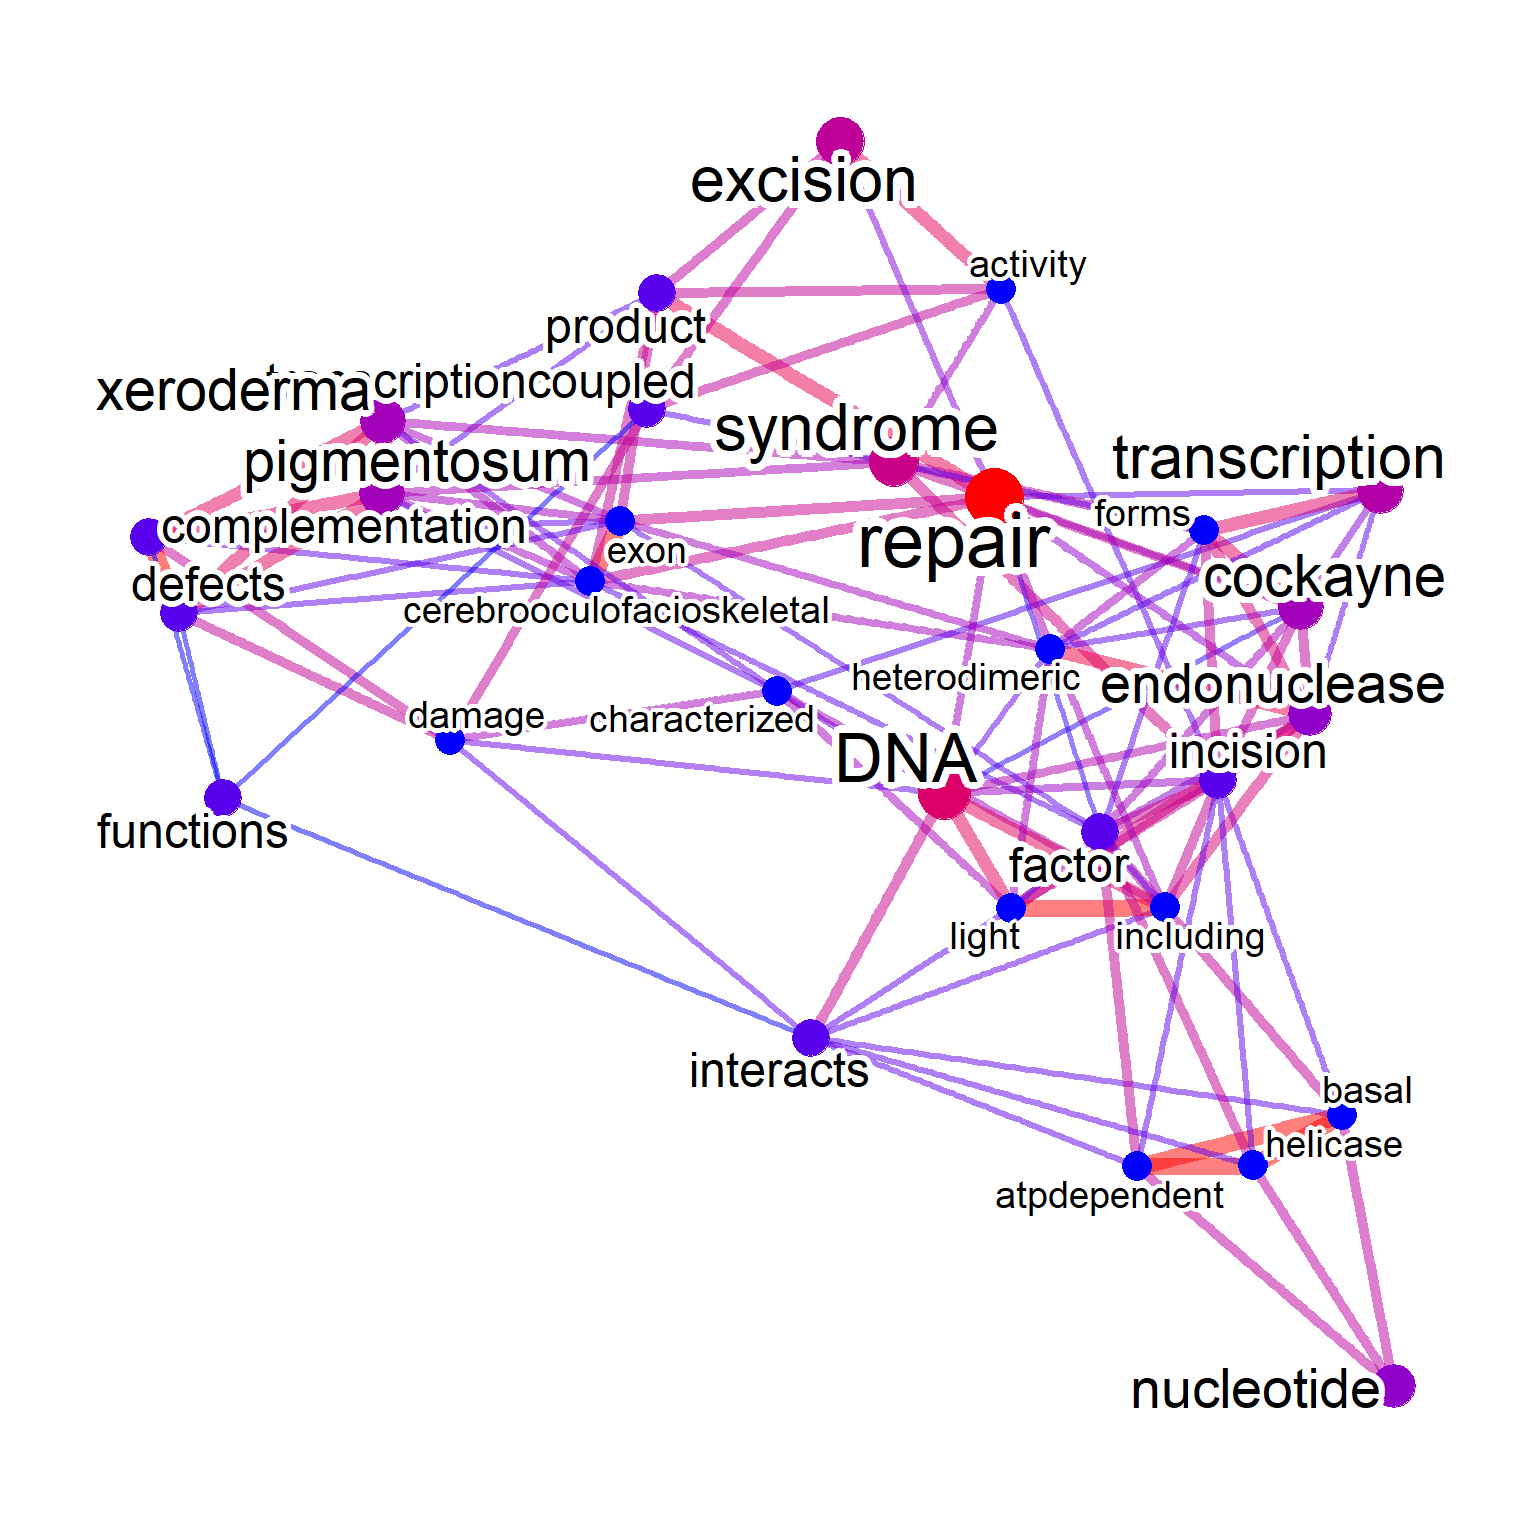 excision
activity
product
transcriptioncoupled
xeroderma
syndrome
pigmentosum
transcription
forms
complementation
exon
repair
defects
cockayne
cerebrooculofacioskeletal
heterodimeric
endonuclease
damage
characterized
incision
DNA
functions
factor
light
including
interacts
basal
helicase
atpdependent
nucleotide